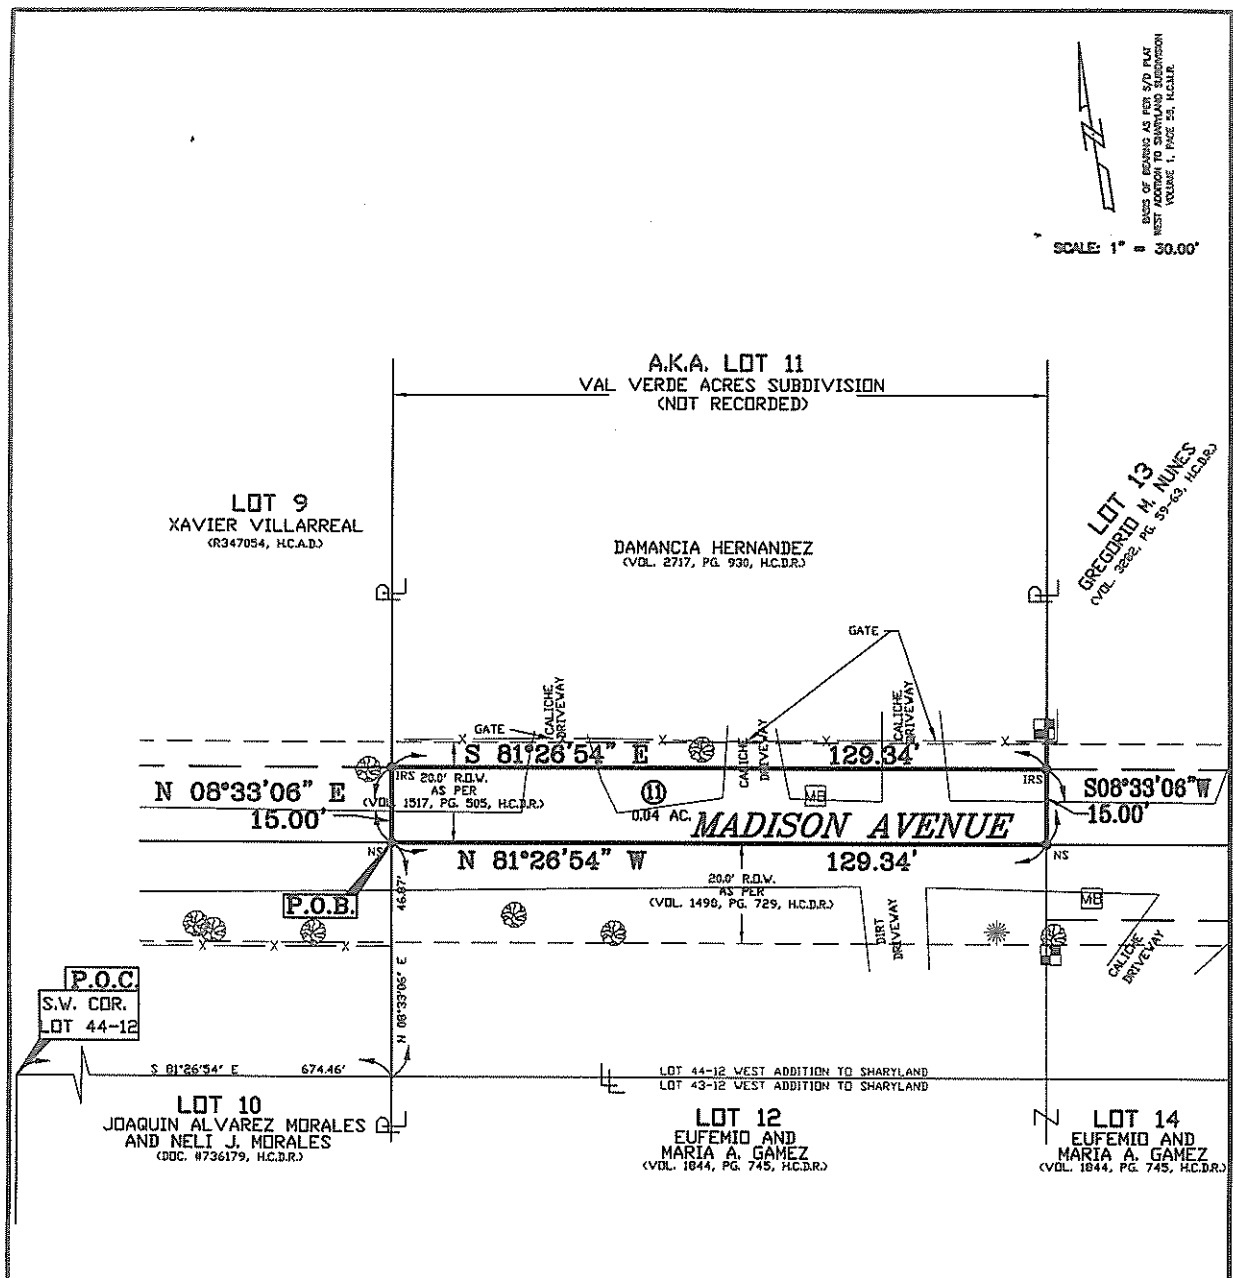 BASIS OF BEARING AS PER S/D PLAT
WEST ADDITION TO SHARYLAND SUBDIVISION
VOLUME 1, PAGE 56, H.C.M.R.
SCALE: 1" = 30.00'
A.K.A. LOT 11
VAL VERDE ACRES SUBDIVISION
(NOT RECORDED)
LOT 9
XAVIER VILLARREAL
(R347054, H.C.A.D.)
DAMANCIA HERNANDEZ
(VOL. 2717, PG. 930, H.C.D.R.)
LOT 13
GREGORIO M. NUNES
(VOL. 3282, PG. 59-63, H.C.D.R.)
GATE
GATE
CALICHE
DRIVEWAY
CALICHE
DRIVEWAY
CALICHE
DRIVEWAY
S 81°26'54" E
129.34'
IRS
IRS
N 08°33'06" E
15.00'
20.0' R.O.W.
AS PER
(VOL. 1517, PG. 505, H.C.D.R.)
11
0.04 AC.
MB
S08°33'06"W
15.00'
MADISON AVENUE
NS
NS
N 81°26'54" W
129.34'
P.O.B.
46.87'
N 08°33'06" E
20.0' R.O.W.
AS PER
(VOL. 1498, PG. 729, H.C.D.R.)
DIRT
DRIVEWAY
MB
CALICHE
DRIVEWAY
P.O.C.
S.W. COR.
LOT 44-12
S 81°26'54" E
674.46'
LOT 44-12 WEST ADDITION TO SHARYLAND
LOT 43-12 WEST ADDITION TO SHARYLAND
LOT 10
JOAQUIN ALVAREZ MORALES
AND NELI J. MORALES
(DOC. #736179, H.C.D.R.)
LOT 12
EUFEMIO AND
MARIA A. GAMEZ
(VOL. 1844, PG. 745, H.C.D.R.)
LOT 14
EUFEMIO AND
MARIA A. GAMEZ
(VOL. 1844, PG. 745, H.C.D.R.)